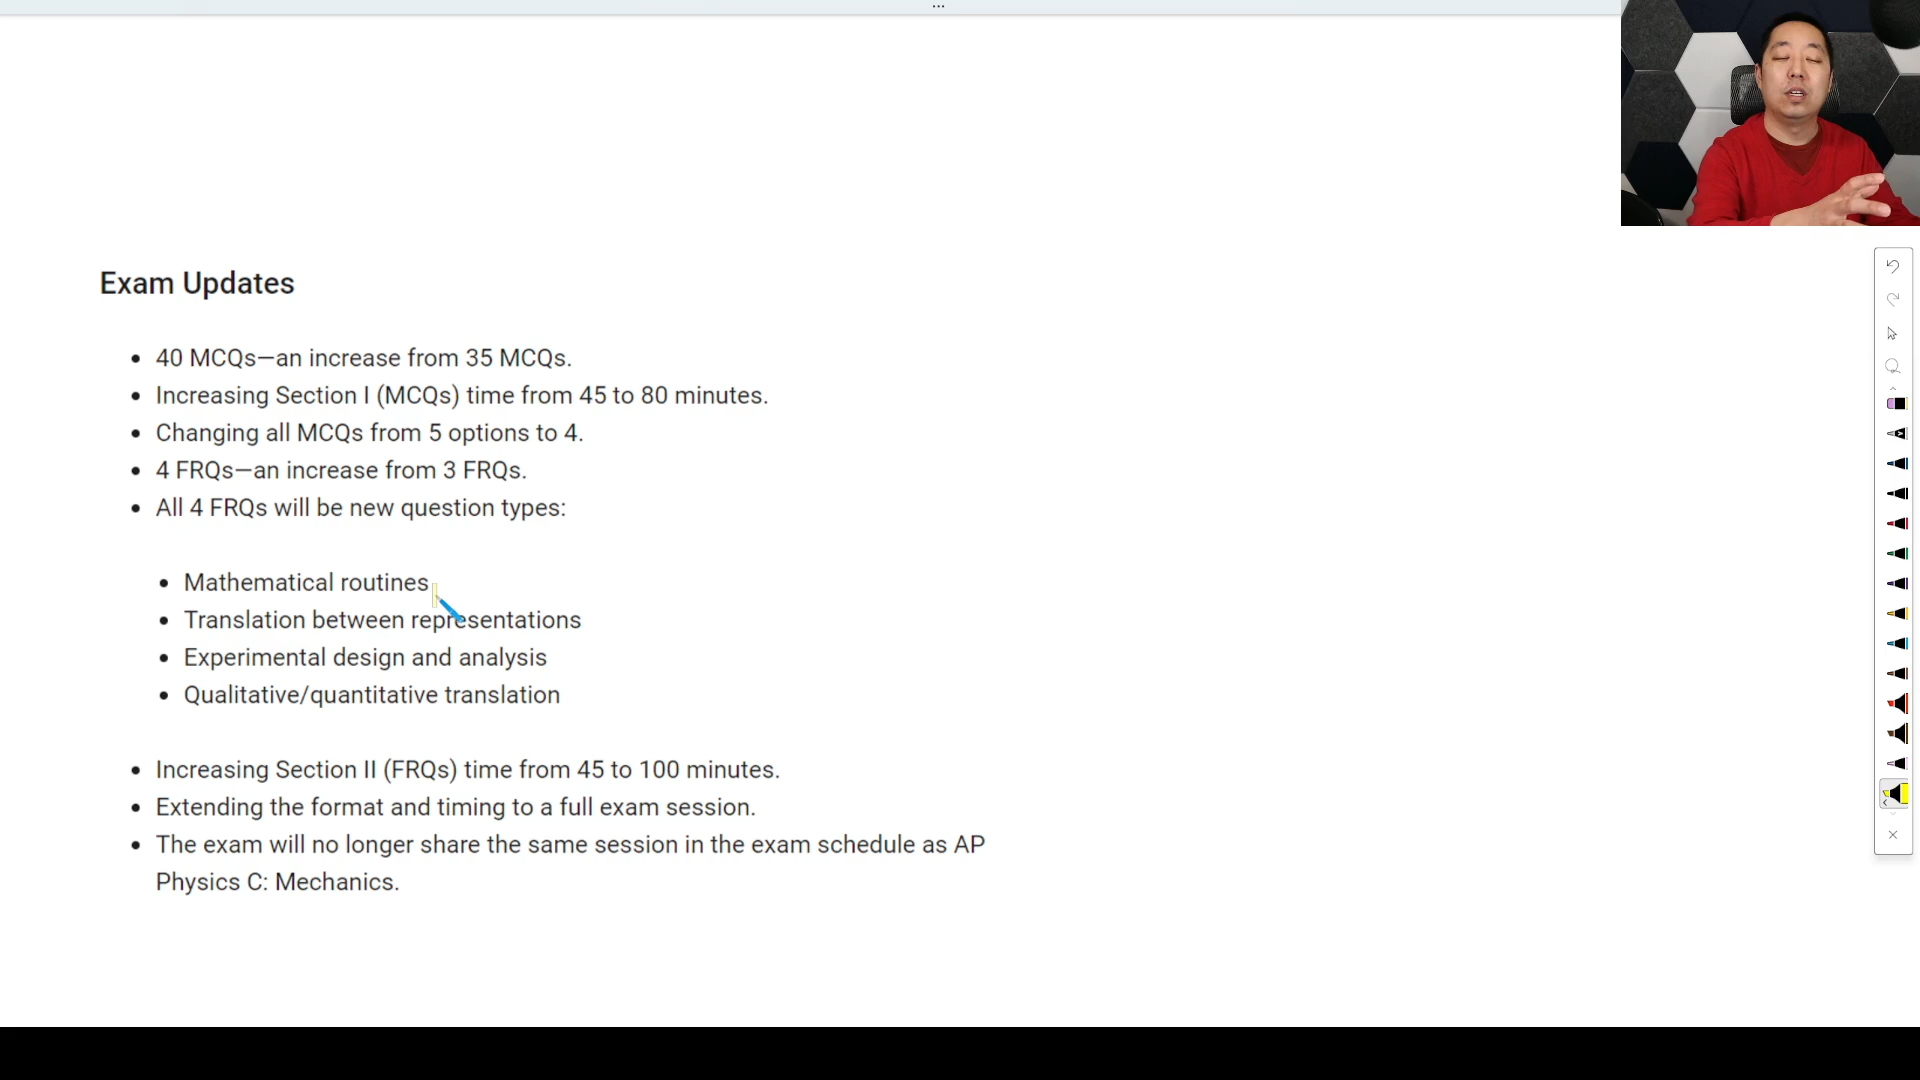 Exam Updates
40 MCQs—an increase from 35 MCQs.
Increasing Section I (MCQs) time from 45 to 80 minutes.
Changing all MCQs from 5 options to 4.
4 FRQs—an increase from 3 FRQs.
All 4 FRQs will be new question types:
Mathematical routines
Translation between representations
Experimental design and analysis
Qualitative/quantitative translation
Increasing Section II (FRQs) time from 45 to 100 minutes.
Extending the format and timing to a full exam session.
The exam will no longer share the same session in the exam schedule as AP
Physics C: Mechanics.